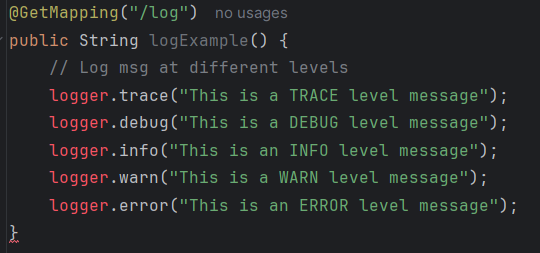 @GetMapping("/log") no usages
public String logExample() {
// Log msg at different levels
logger.trace("This is a TRACE level message");
logger.debug("This is a DEBUG level message");
logger.info("This is an INFO level message");
logger.warn("This is a WARN level message");
logger.error("This is an ERROR level message");
}